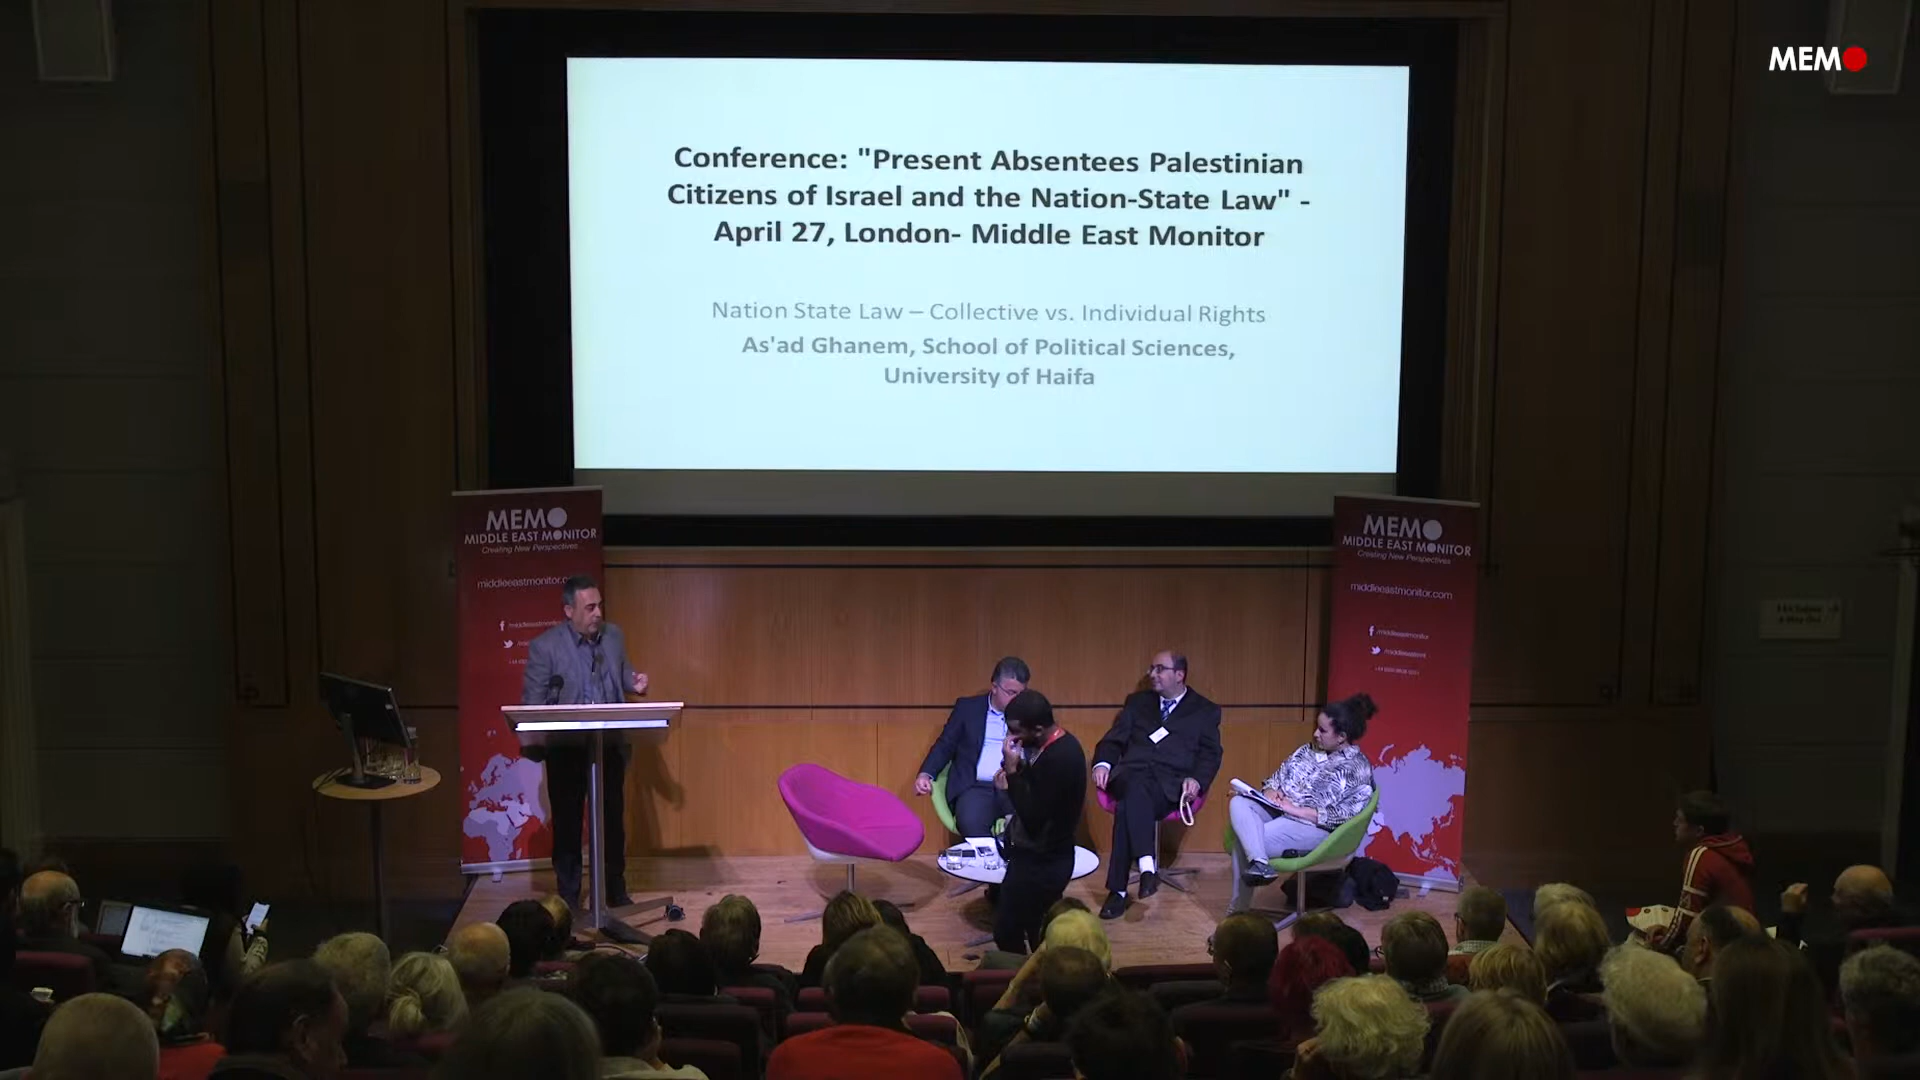 MEMO
Conference: "Present Absentees Palestinian
Citizens of Israel and the Nation-State Law" -
April 27, London- Middle East Monitor
Nation State Law – Collective vs. Individual Rights
As'ad Ghanem, School of Political Sciences,
University of Haifa
MEMO
MIDDLE EAST MONITOR
Creating New Perspectives
middleeastmonitor.co
MEMO
MIDDLE EAST MONITOR
Creating New Perspectives
middleeastmonitor.com
/middleeastmonitor